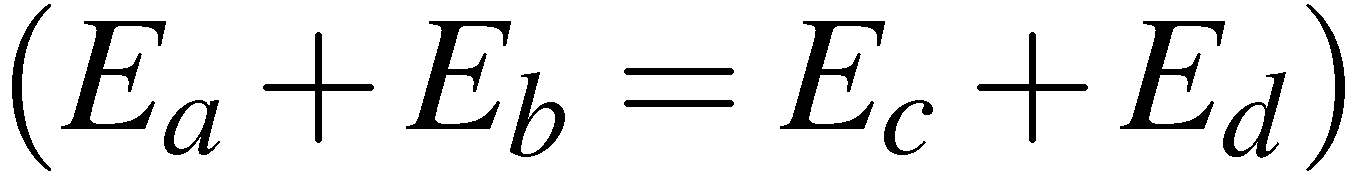 (E_a + E_b = E_c + E_d)